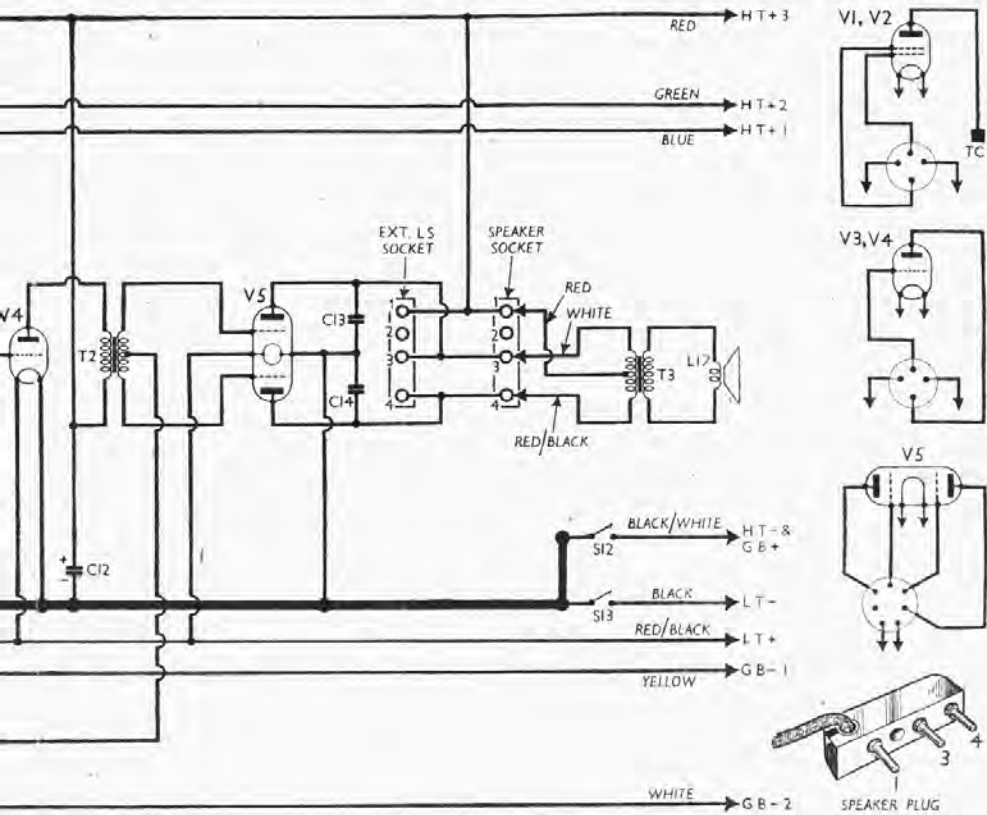 RED
HT+3
V1, V2
GREEN
HT+2
BLUE
HT+1
TC
EXT. LS
SOCKET
SPEAKER
SOCKET
V3, V4
V4
V5
T2
C13
C14
1
2
3
4
1
2
3
4
RED
WHITE
T3
L12
RED/BLACK
V5
BLACK/WHITE
HT-&
GB+
S12
+
-
C12
BLACK
LT-
S13
RED/BLACK
LT+
YELLOW
GB-1
3
4
WHITE
GB-2
SPEAKER PLUG